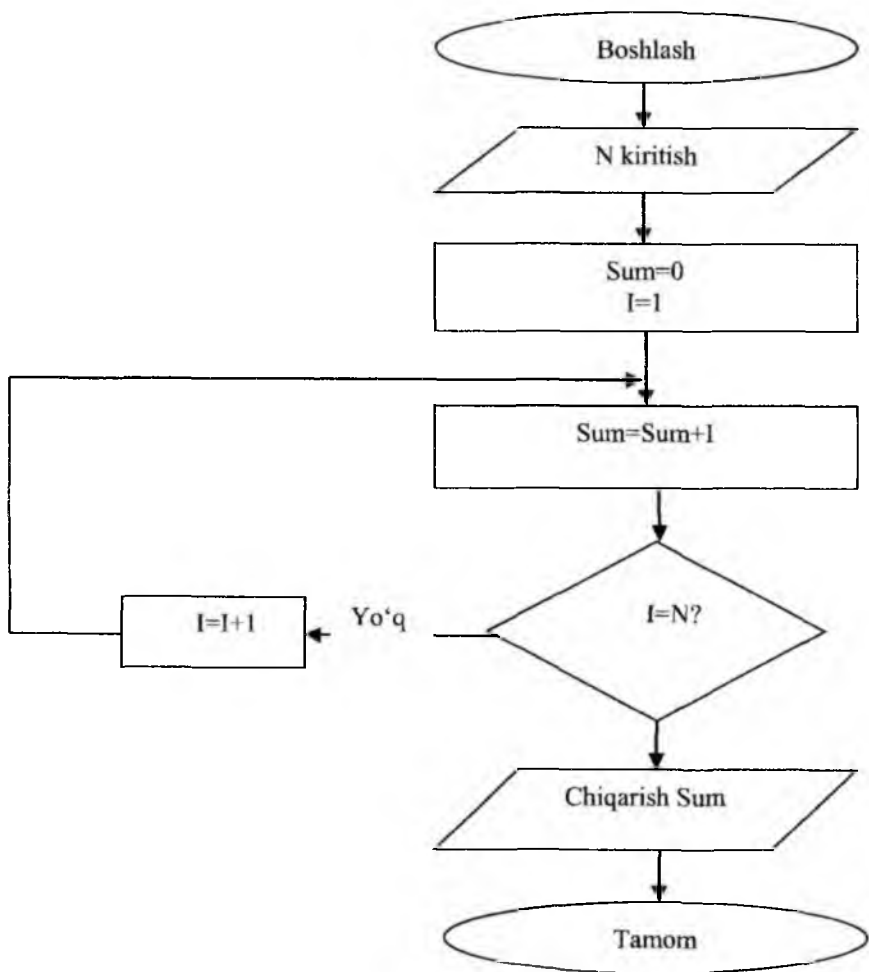 Boshlash
N kiritish
Sum=0
I=1
Sum=Sum+I
I=N?
Yo‘q
I=I+1
Chiqarish Sum
Tamom